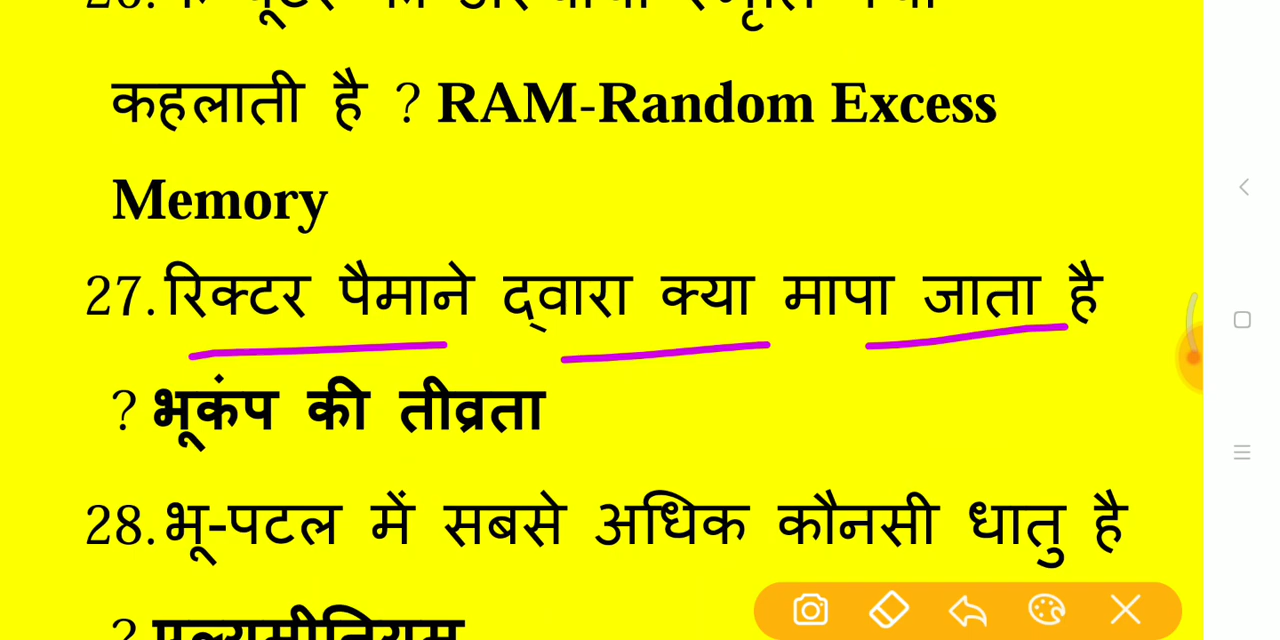 कहलाती है ? RAM-Random Excess
Memory
27. रिक्टर पैमाने द्वारा क्या मापा जाता है
? भूकंप की तीव्रता
28. भू-पटल में सबसे अधिक कौनसी धातु है
?